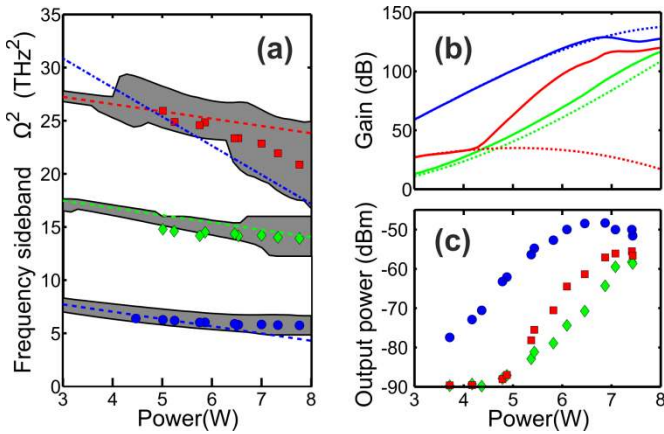 (a)
Frequency sideband Ω² (THz²)
35
30
25
20
15
10
5
0
3 4 5 6 7 8
Power(W)
(b)
Gain (dB)
150
100
50
0
(c)
Output power (dBm)
-50
-60
-70
-80
-90
3 4 5 6 7 8
Power(W)